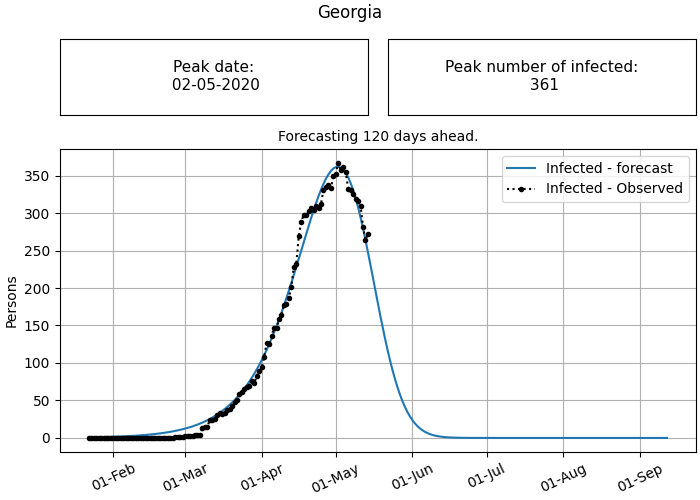 Georgia
Peak date:
02-05-2020
Peak number of infected:
361
Forecasting 120 days ahead.
Infected - forecast
Infected - Observed
Persons
350
300
250
200
150
100
50
0
01-Feb
01-Mar
01-Apr
01-May
01-Jun
01-Jul
01-Aug
01-Sep